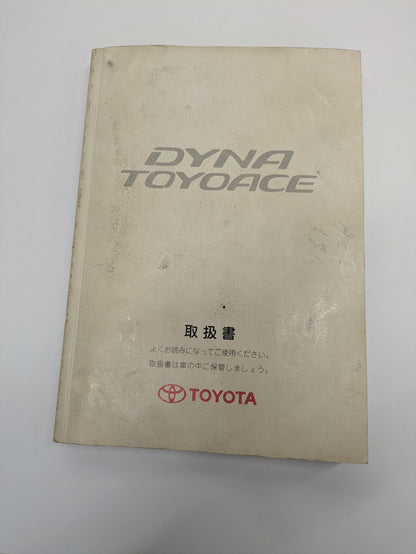 DYNA
TOYOACE
取扱書
よくお読みになってご使用ください。
取扱書は車の中に保管しましょう。
TOYOTA